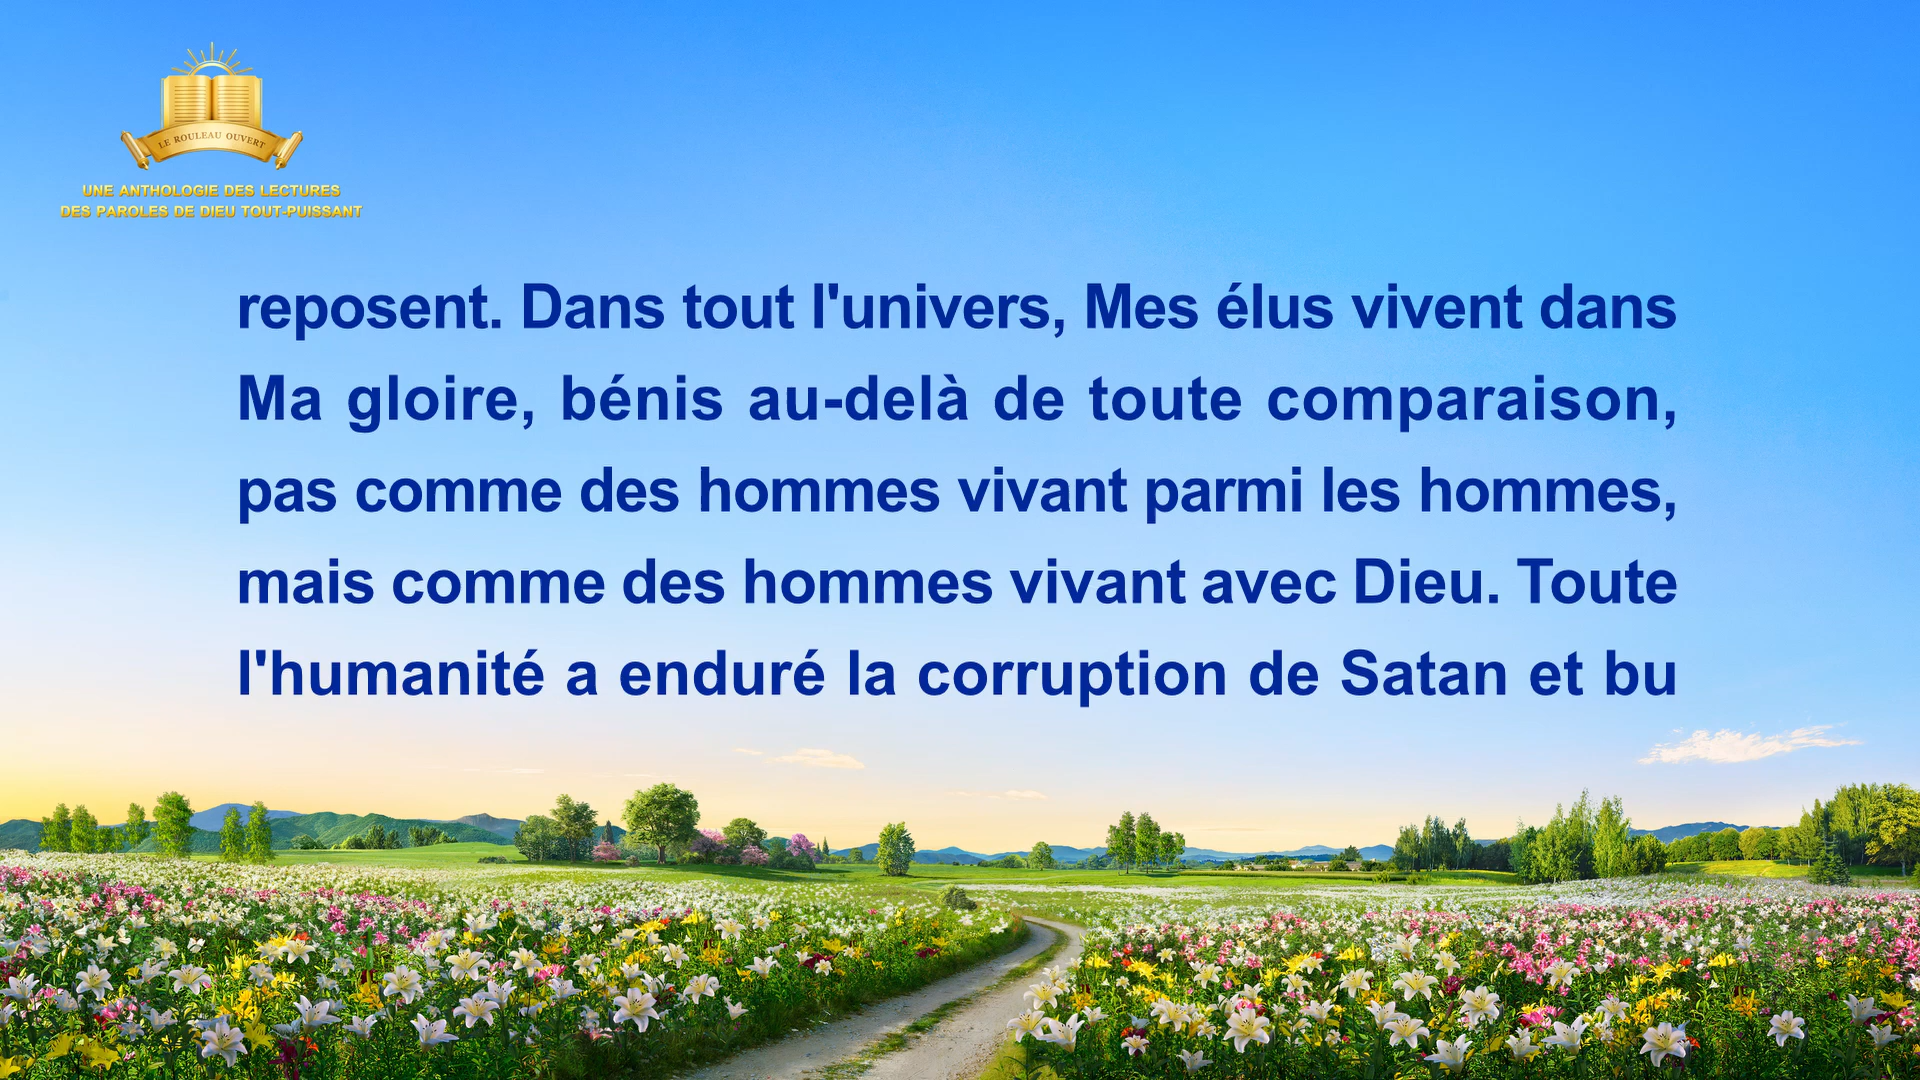 LE ROULEAU OUVERT
UNE ANTHOLOGIE DES LECTURES
DES PAROLES DE DIEU TOUT-PUISSANT
reposent. Dans tout l'univers, Mes élus vivent dans
Ma gloire, bénis au-delà de toute comparaison,
pas comme des hommes vivant parmi les hommes,
mais comme des hommes vivant avec Dieu. Toute
l'humanité a enduré la corruption de Satan et bu